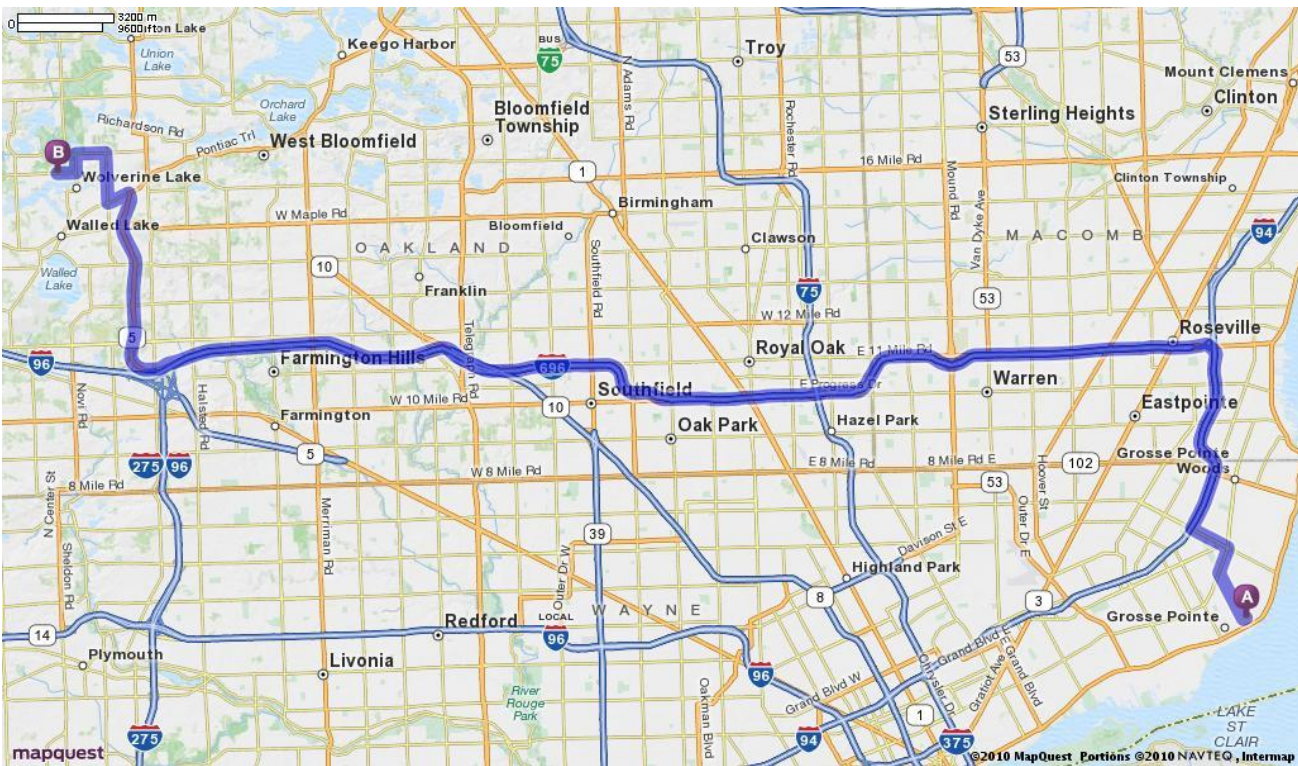 0
3200 m
9600
ifton Lake
Union
Lake
Keego Harbor
BUS
75
N Adams Rd
Troy
53
Mount Clemens
Clinton
Orchard
Lake
Bloomfield
Township
Rochester Rd
Sterling Heights
Richardson Rd
Pontiac Trl
West Bloomfield
B
1
16 Mile Rd
Mound Rd
Van Dyke Ave
Clinton Township
Wolverine Lake
Birmingham
W Maple Rd
Walled Lake
Bloomfield
OAKLAND
Clawson
MACOMB
94
10
Southfield Rd
Walled
Lake
Franklin
75
53
Telegraph Rd
W 12 Mile Rd
5
Roseville
96
Farmington Hills
696
Royal Oak
E 11 Mile Rd
Novi Rd
Halsted Rd
Southfield
E Progress Dr
Warren
W 10 Mile Rd
10
Eastpointe
Farmington
Oak Park
Hazel Park
5
Grosse Pointe
Woods
275
96
W 8 Mile Rd
E 8 Mile Rd
8 Mile Rd E
102
Hoover St
8 Mile Rd
N Center St
53
Outer Dr E
Merriman Rd
39
Davison St E
Sheldon Rd
Outer Dr W
Highland Park
WAYNE
8
3
A
LOCAL
96
Redford
14
Grosse Pointe
Plymouth
Livonia
Grand Blvd E
96
Chrysler Dr
Gratiot Ave
E Grand Blvd
River
Rouge
Park
Oakman Blvd
Grand Blvd W
1
LAKE
ST
CLAIR
275
94
375
mapquest
©2010 MapQuest Portions ©2010 NAVTEQ, Intermap